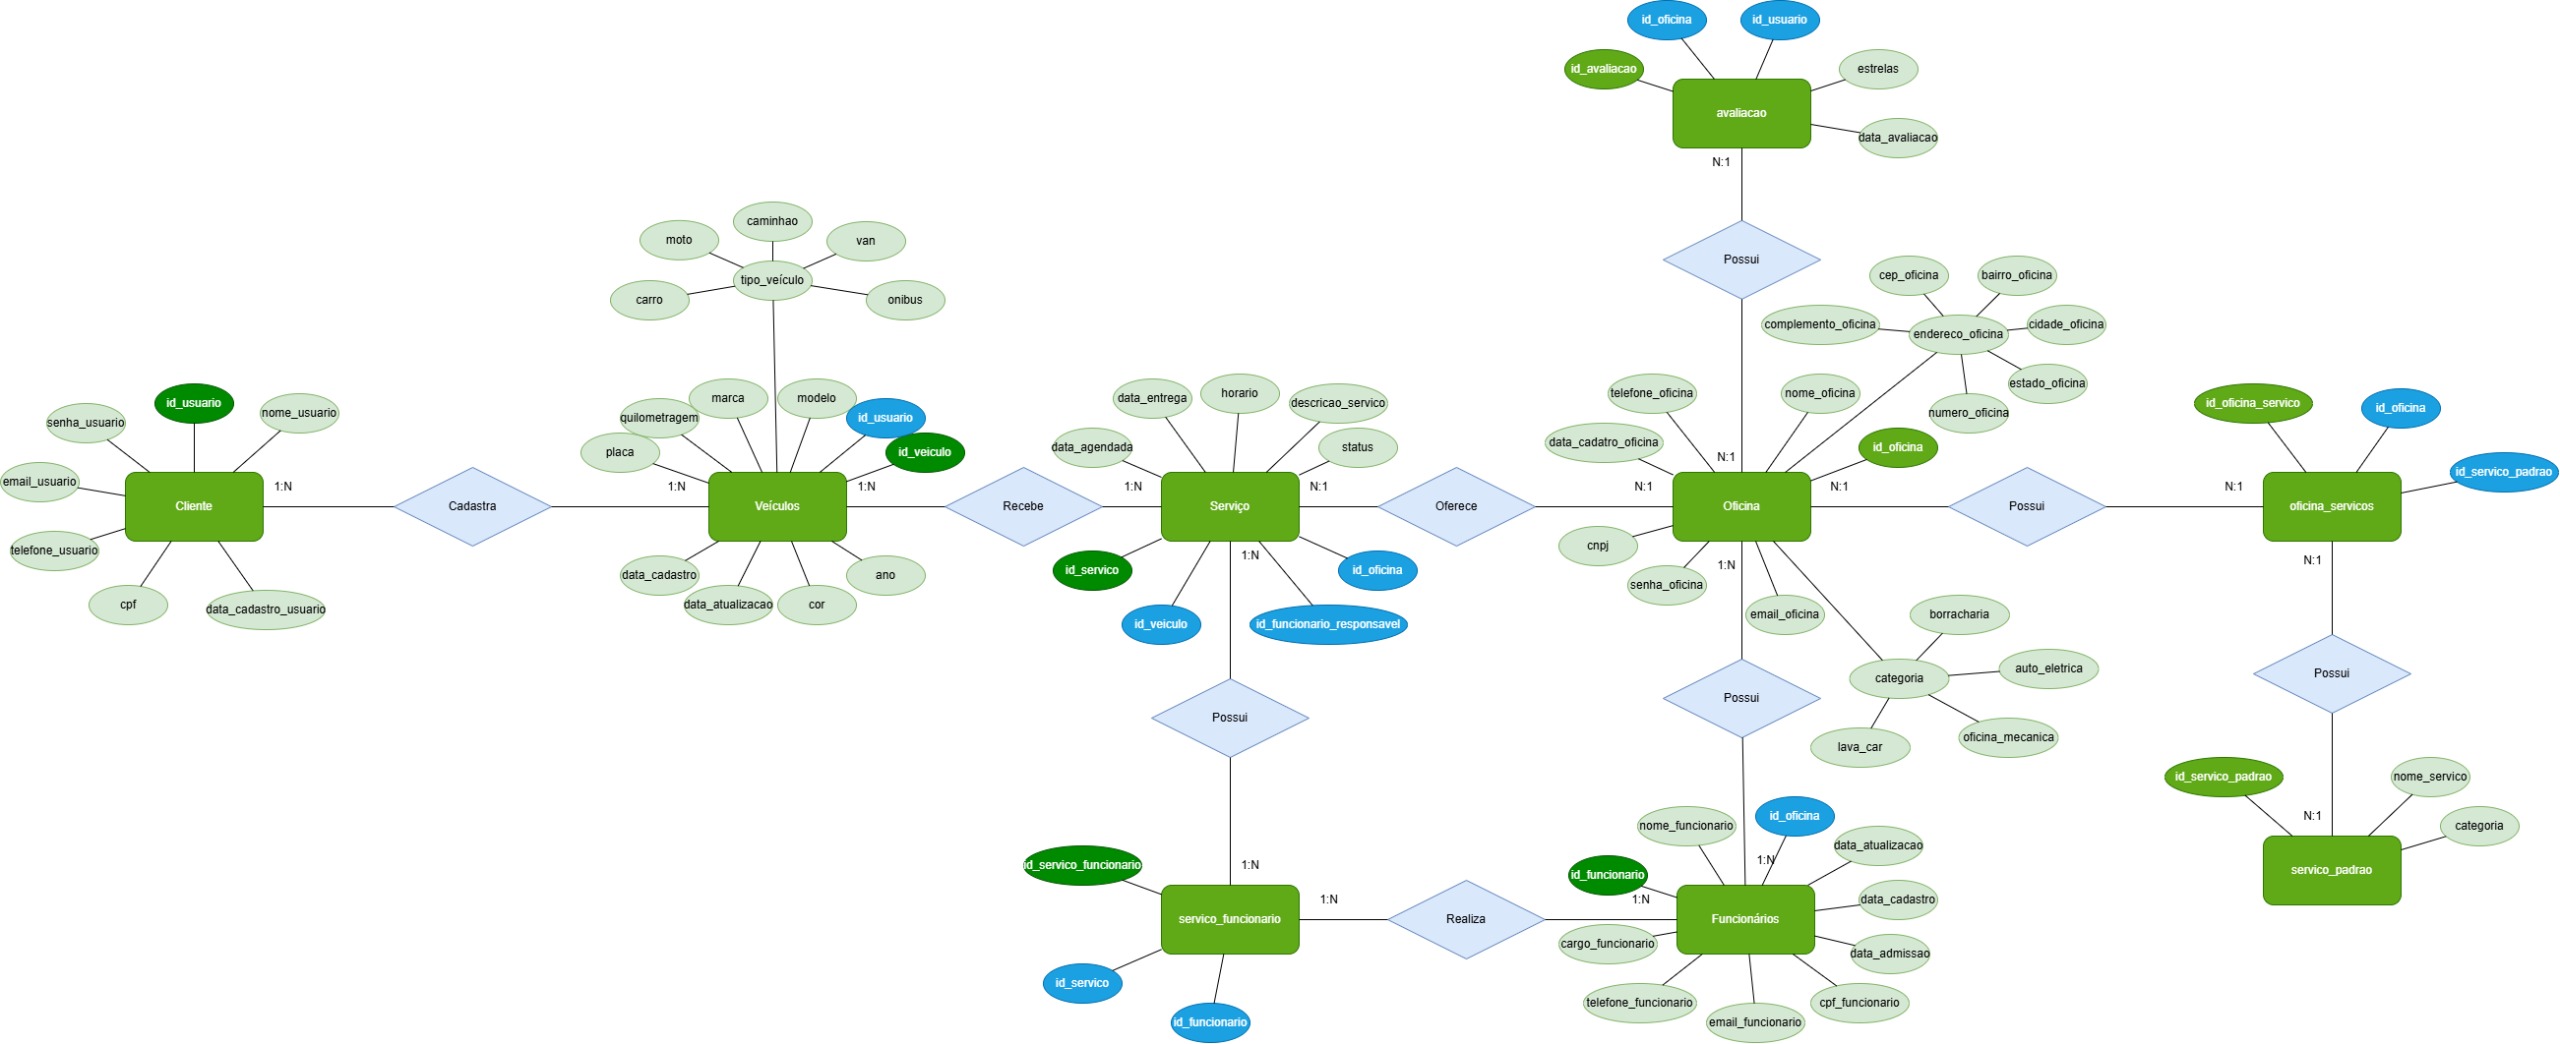 id_oficina
id_usuario
id_avaliacao
estrelas
avaliacao
data_avaliacao
N:1
Possui
caminhao
moto
van
tipo_veículo
carro
onibus
cep_oficina
bairro_oficina
complemento_oficina
cidade_oficina
endereco_oficina
estado_oficina
numero_oficina
telefone_oficina
nome_oficina
data_cadatro_oficina
id_oficina
N:1
id_usuario
senha_usuario
nome_usuario
email_usuario
telefone_usuario
cpf
data_cadastro_usuario
Cliente
1:N
Cadastra
1:N
marca
modelo
quilometragem
id_usuario
placa
id_veiculo
Veículos
data_cadastro
data_atualizacao
cor
ano
1:N
Recebe
1:N
data_entrega
horario
descricao_servico
data_agendada
status
Serviço
id_servico
id_veiculo
id_funcionario_responsavel
id_oficina
1:N
N:1
Oferece
N:1
Oficina
cnpj
senha_oficina
email_oficina
1:N
categoria
borracharia
auto_eletrica
oficina_mecanica
lava_car
N:1
Possui
N:1
id_oficina_servico
id_oficina
id_servico_padrao
oficina_servicos
N:1
Possui
N:1
id_servico_padrao
nome_servico
categoria
servico_padrao
Possui
1:N
id_servico_funcionario
servico_funcionario
id_servico
id_funcionario
1:N
Realiza
1:N
Possui
1:N
nome_funcionario
id_oficina
data_atualizacao
id_funcionario
data_cadastro
Funcionários
cargo_funcionario
data_admissao
telefone_funcionario
email_funcionario
cpf_funcionario